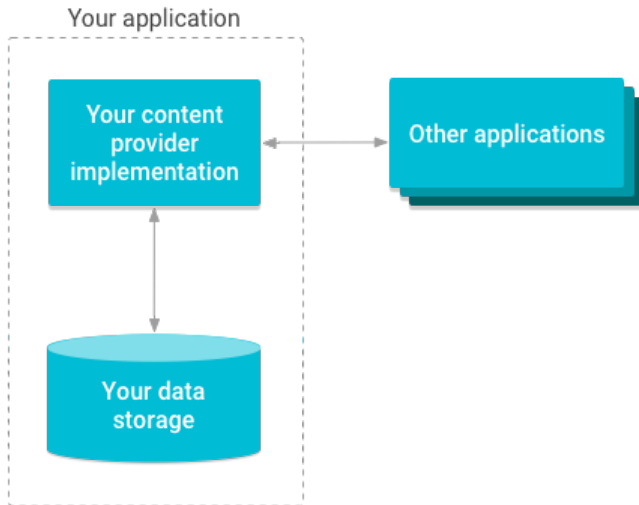 Your application
Your content
provider
implementation
Other applications
Your data
storage